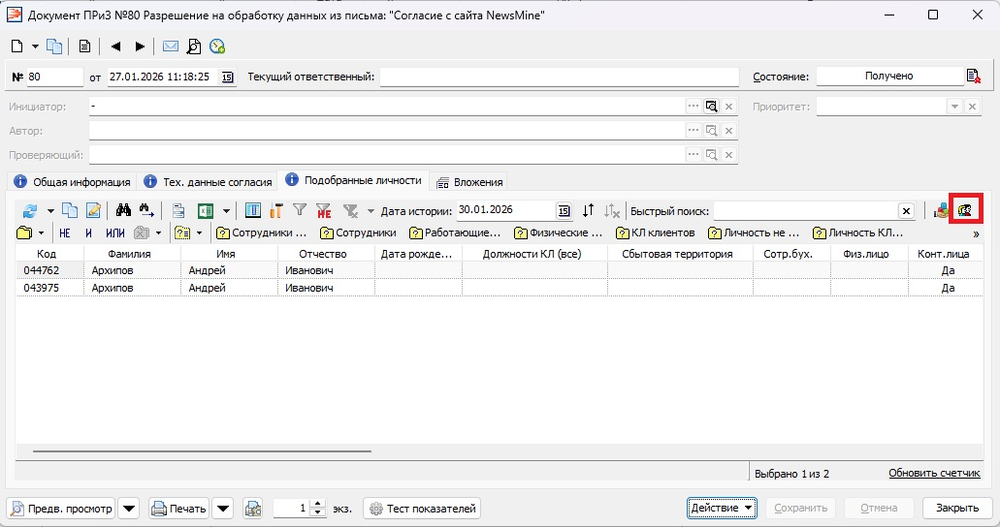 Документ ПРиЗ №80 Разрешение на обработку данных из письма: "Согласие с сайта NewsMine"
№ 80 от 27.01.2026 11:18:25 15 Текущий ответственный: Состояние: Получено
Инициатор: - Приоритет:
Автор:
Проверяющий:
Общая информация Тех. данные согласия Подобранные личности Вложения
НЕ Дата истории: 30.01.2026 15 Быстрый поиск:
НЕ И ИЛИ Сотрудники ... Сотрудники Работающие... Физические ... КЛ клиентов Личность не ... Личность КЛ... »
Код Фамилия Имя Отчество Дата рожде... Должности КЛ (все) Сбытовая территория Сотр.бух. Физ.лицо Конт.лица
044762 Архипов Андрей Иванович Да
043975 Архипов Андрей Иванович Да
Выбрано 1 из 2 Обновить счетчик
Предв. просмотр Печать 1 экз. Тест показателей Действие Сохранить Отмена Закрыть